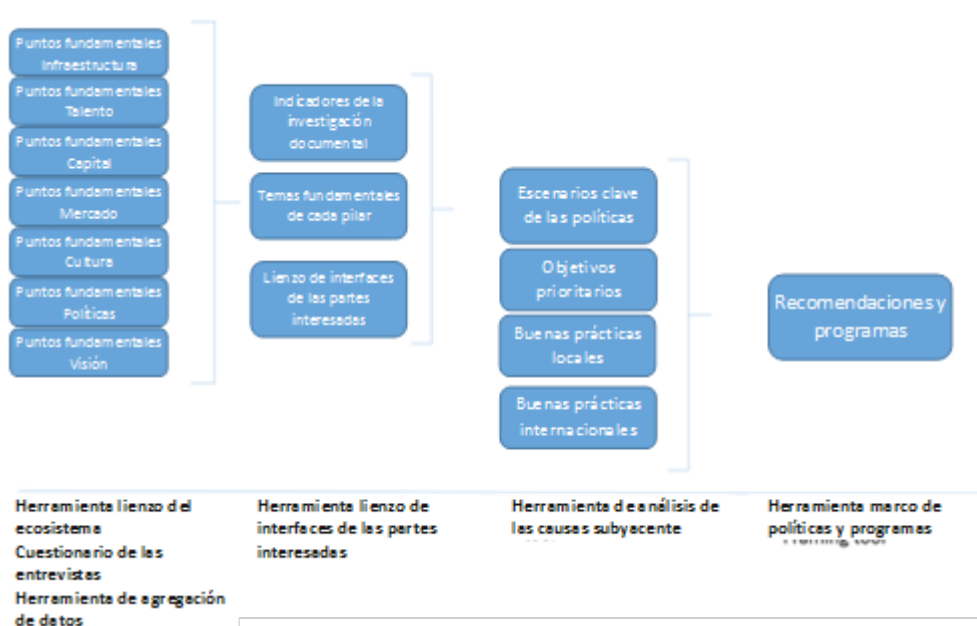 Puntos fundamentales
Infraestructura
Puntos fundamentales
Talento
Puntos fundamentales
Capital
Puntos fundamentales
Mercado
Puntos fundamentales
Cultura
Puntos fundamentales
Políticas
Puntos fundamentales
Visión
Indicadores de la
investigación
documental
Temas fundamentales
de cada pilar
Lienzo de interfaces
de las partes
interesadas
Escenarios clave
de las políticas
Objetivos
prioritarios
Buenas prácticas
locales
Buenas prácticas
internacionales
Recomendaciones y
programas
Herramienta lienzo del
ecosistema
Cuestionario de las
entrevistas
Herramienta de agregación
de datos
Herramienta lienzo de
interfaces de las partes
interesadas
Herramienta de análisis de
las causas subyacente
Herramienta marco de
políticas y programas